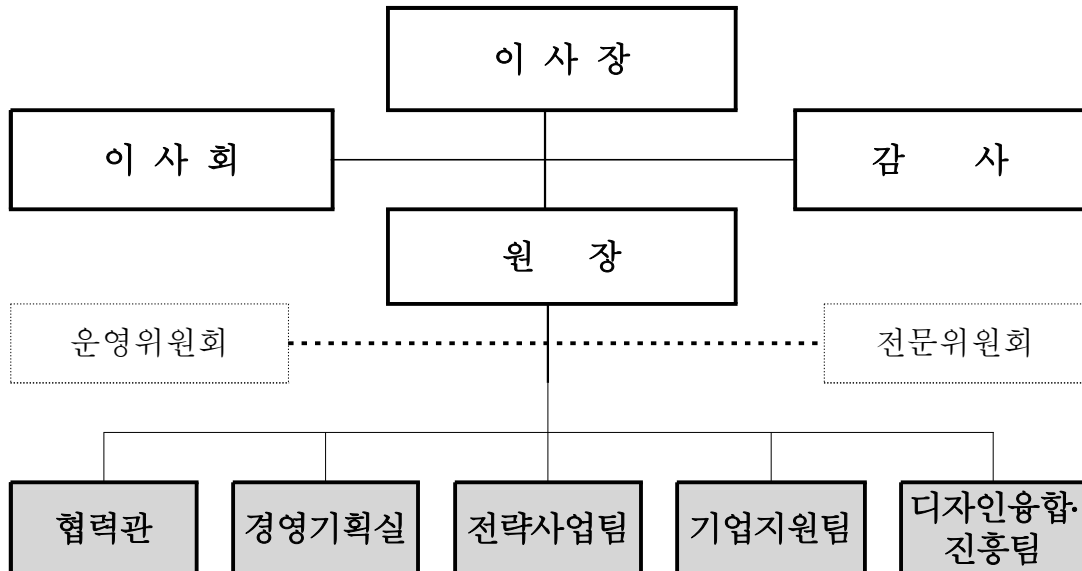 이 사 장
이 사 회
감 사
원 장
운영위원회
전문위원회
협력관
경영기획실
전략사업팀
기업지원팀
디자인융합·
진흥팀